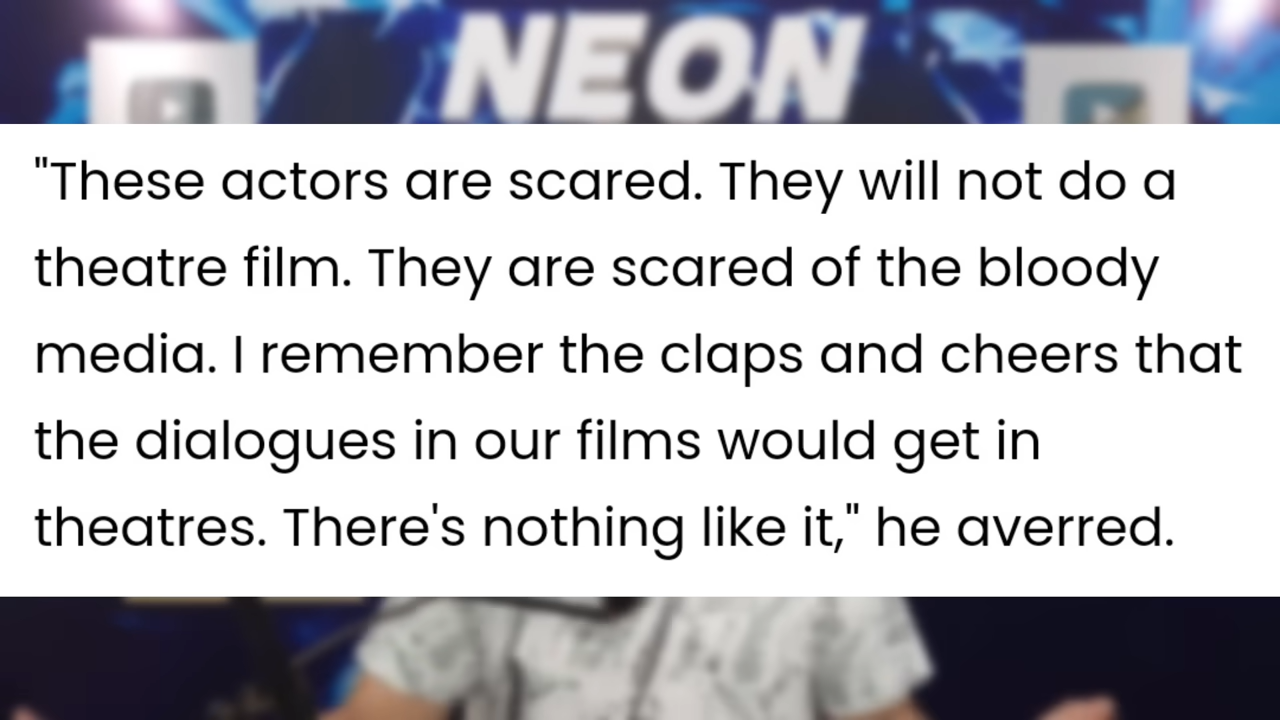 NEON
"These actors are scared. They will not do a
theatre film. They are scared of the bloody
media. I remember the claps and cheers that
the dialogues in our films would get in
theatres. There's nothing like it," he averred.